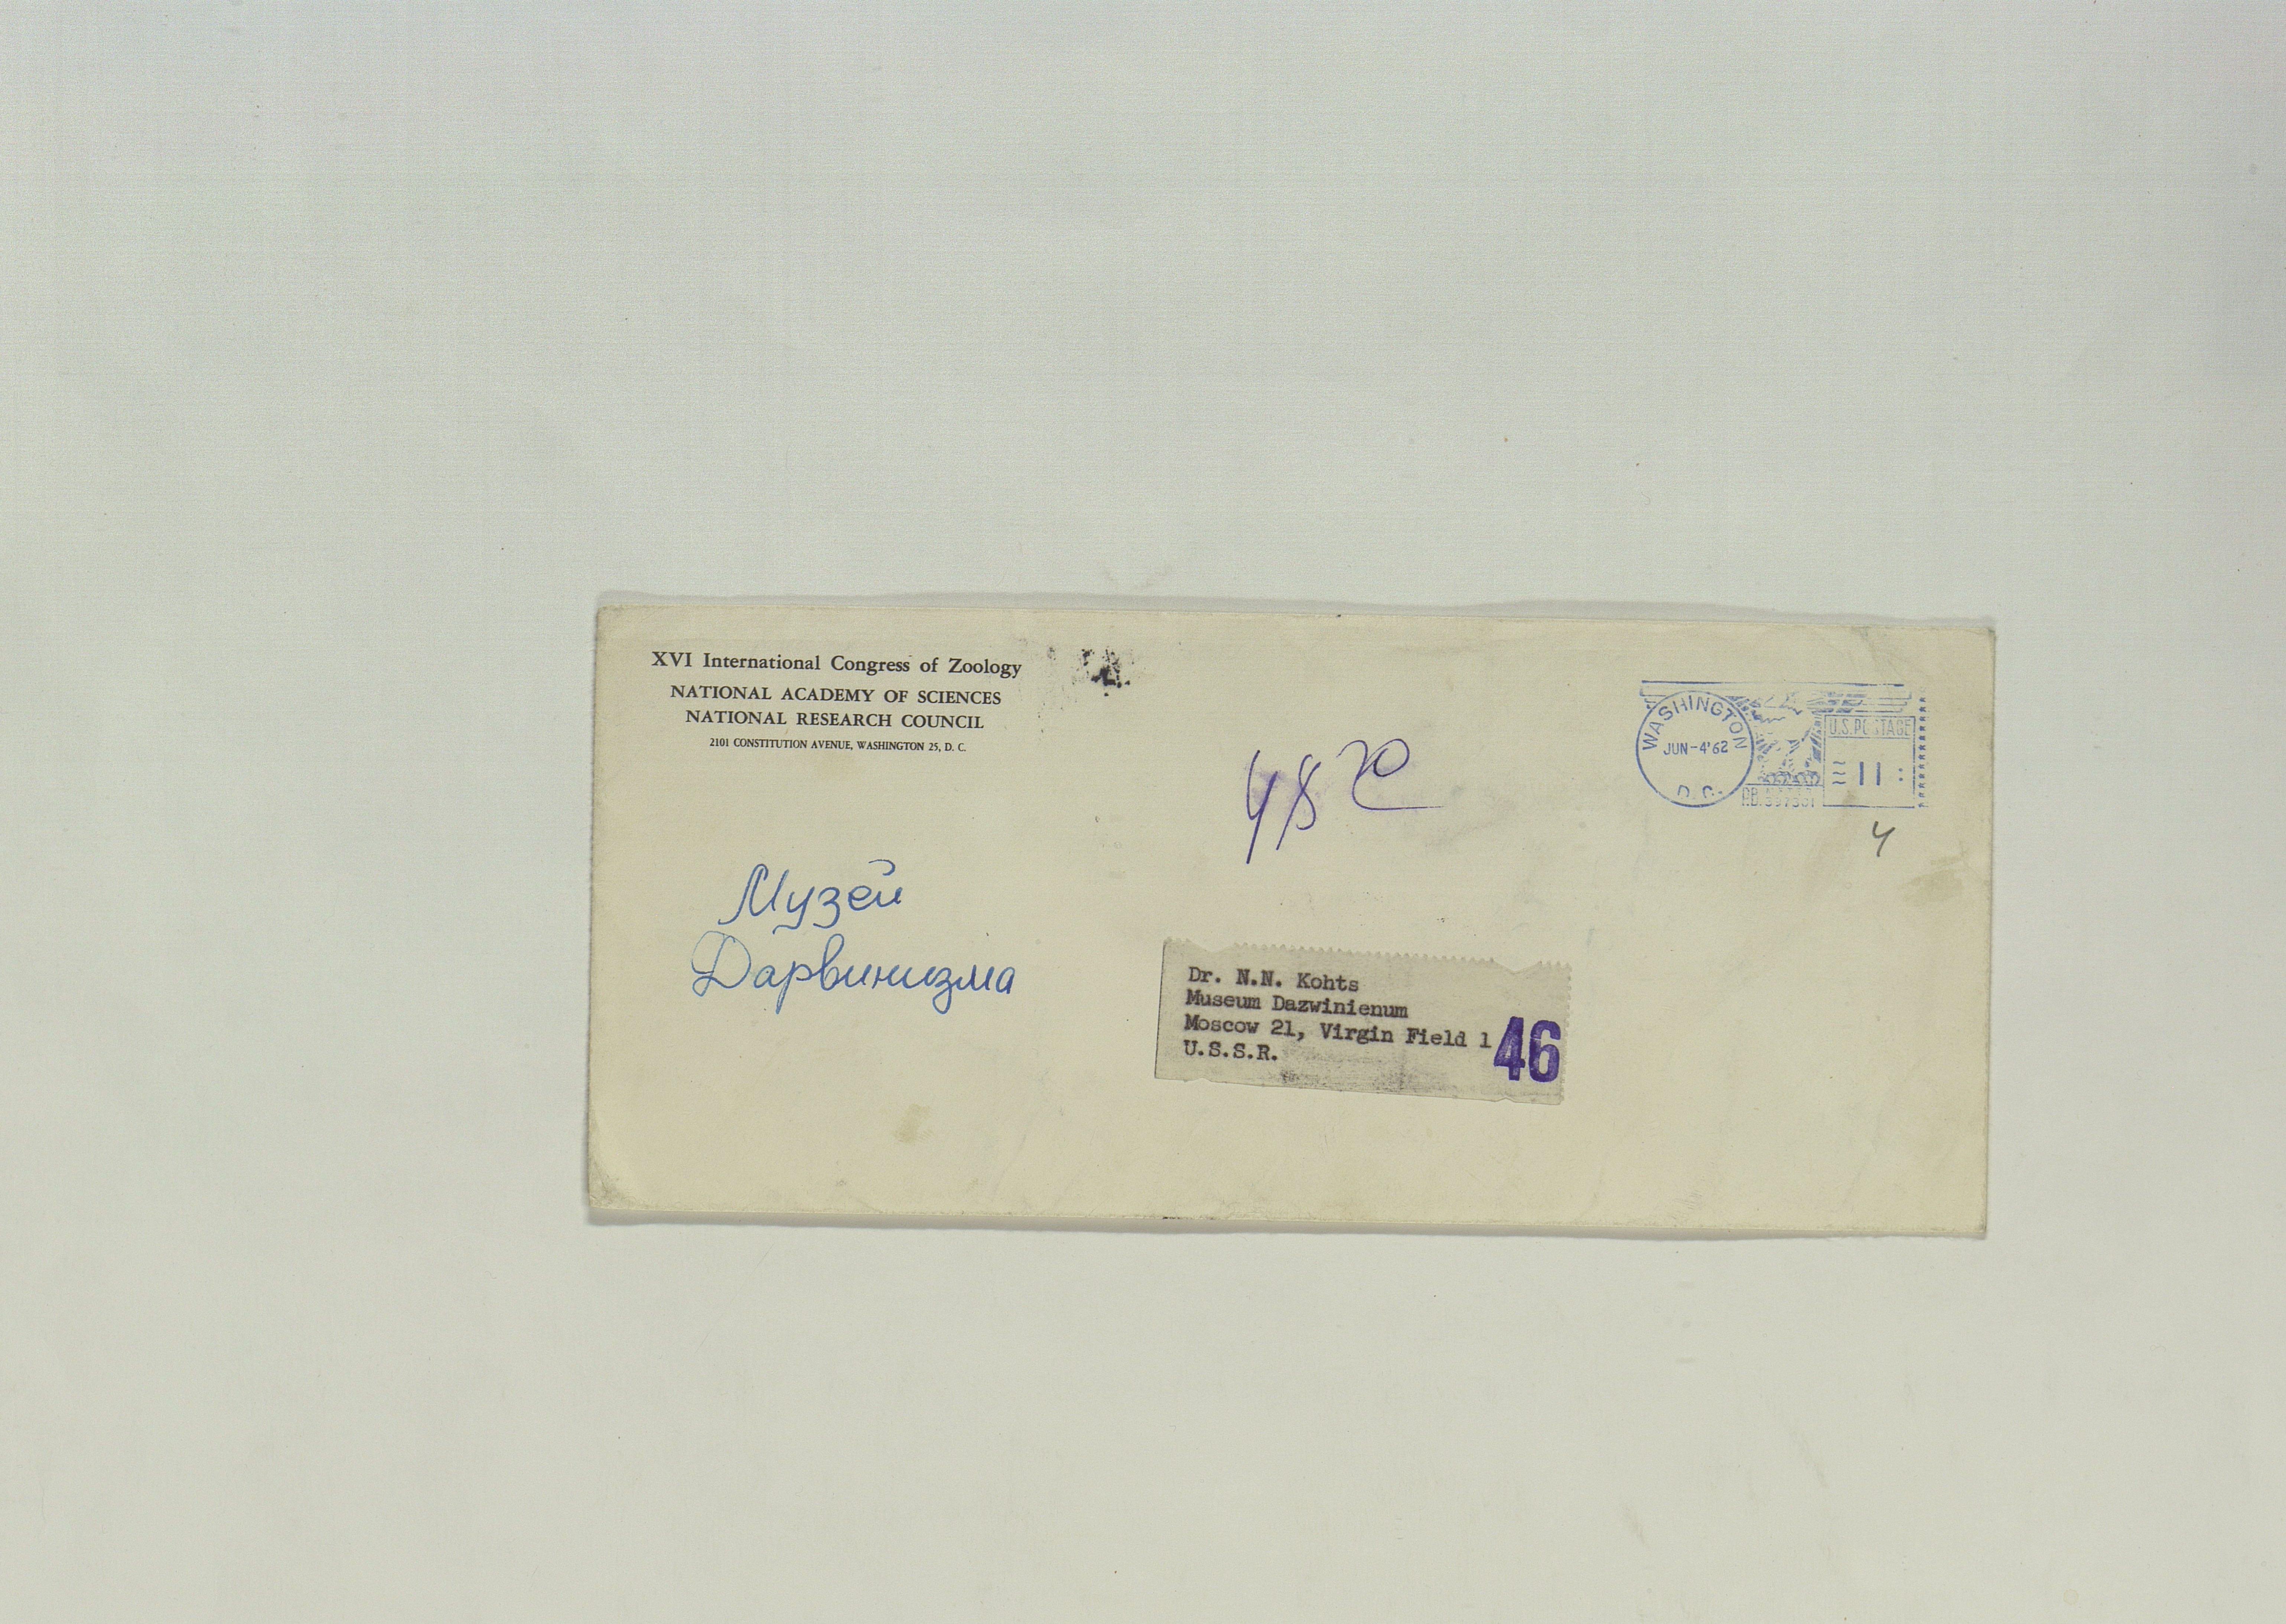 XVI International Congress of Zoology
NATIONAL ACADEMY OF SCIENCES
NATIONAL RESEARCH COUNCIL
2101 CONSTITUTION AVENUE, WASHINGTON 25, D. C.
WASHINGTON
JUN-4'62
D. C.
U.S. POSTAGE
11
48
4
Музей
Дарвинизма
Dr. N.N. Kohts
Museum Dazwinienum
Moscow 21, Virgin Field 1
U.S.S.R.
46